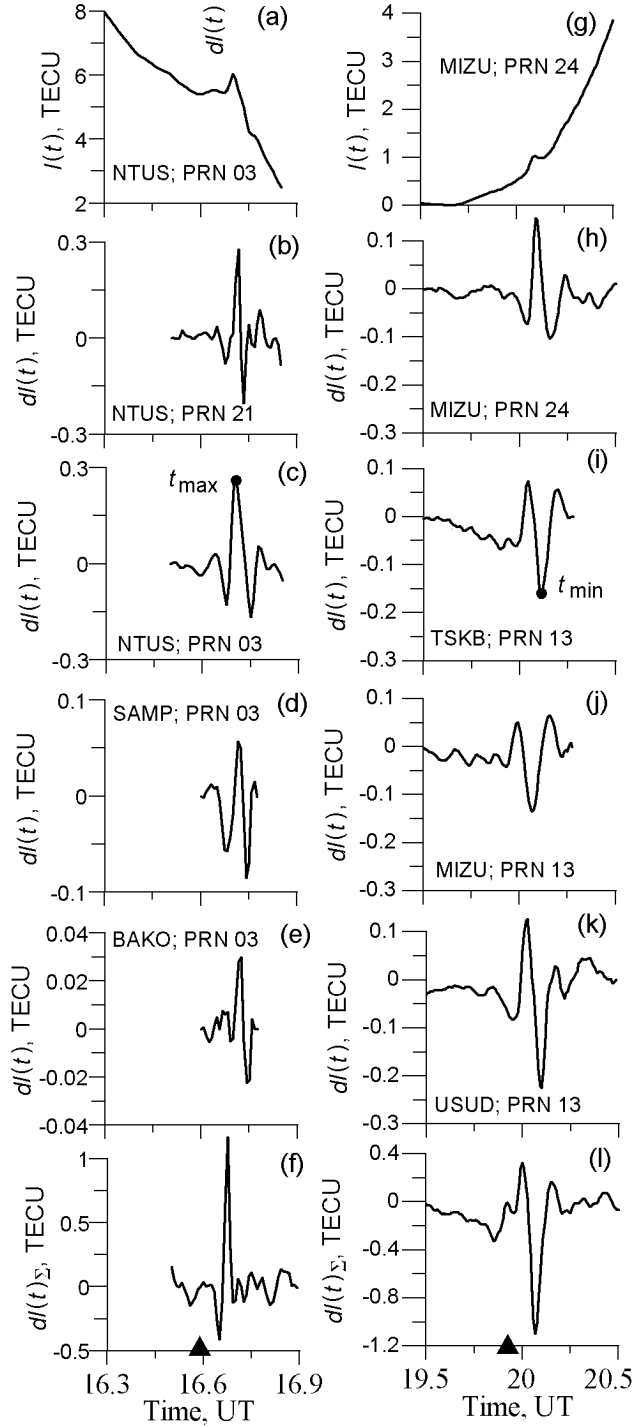 8
6
4
2
I(t), TECU
dI(t)
(a)
NTUS; PRN 03
0.3
0
-0.3
dI(t), TECU
(b)
NTUS; PRN 21
0.3
0
-0.3
dI(t), TECU
t max
(c)
NTUS; PRN 03
0.1
0
-0.1
dI(t), TECU
SAMP; PRN 03
(d)
0.04
0.02
0
-0.02
-0.04
dI(t), TECU
BAKO; PRN 03
(e)
1
0.5
0
-0.5
dI(t)Σ, TECU
(f)
16.3 16.6 16.9
Time, UT
4
3
2
1
0
I(t), TECU
(g)
MIZU; PRN 24
19.5 20 20.5
0.1
0
-0.1
-0.2
-0.3
dI(t), TECU
(h)
MIZU; PRN 24
0.1
0
-0.1
-0.2
-0.3
dI(t), TECU
(i)
t min
TSKB; PRN 13
0.1
0
-0.1
-0.2
-0.3
dI(t), TECU
(j)
MIZU; PRN 13
0.1
0
-0.1
-0.2
-0.3
dI(t), TECU
(k)
USUD; PRN 13
0.4
0
-0.4
-0.8
-1.2
dI(t)Σ, TECU
(l)
19.5 20 20.5
Time, UT